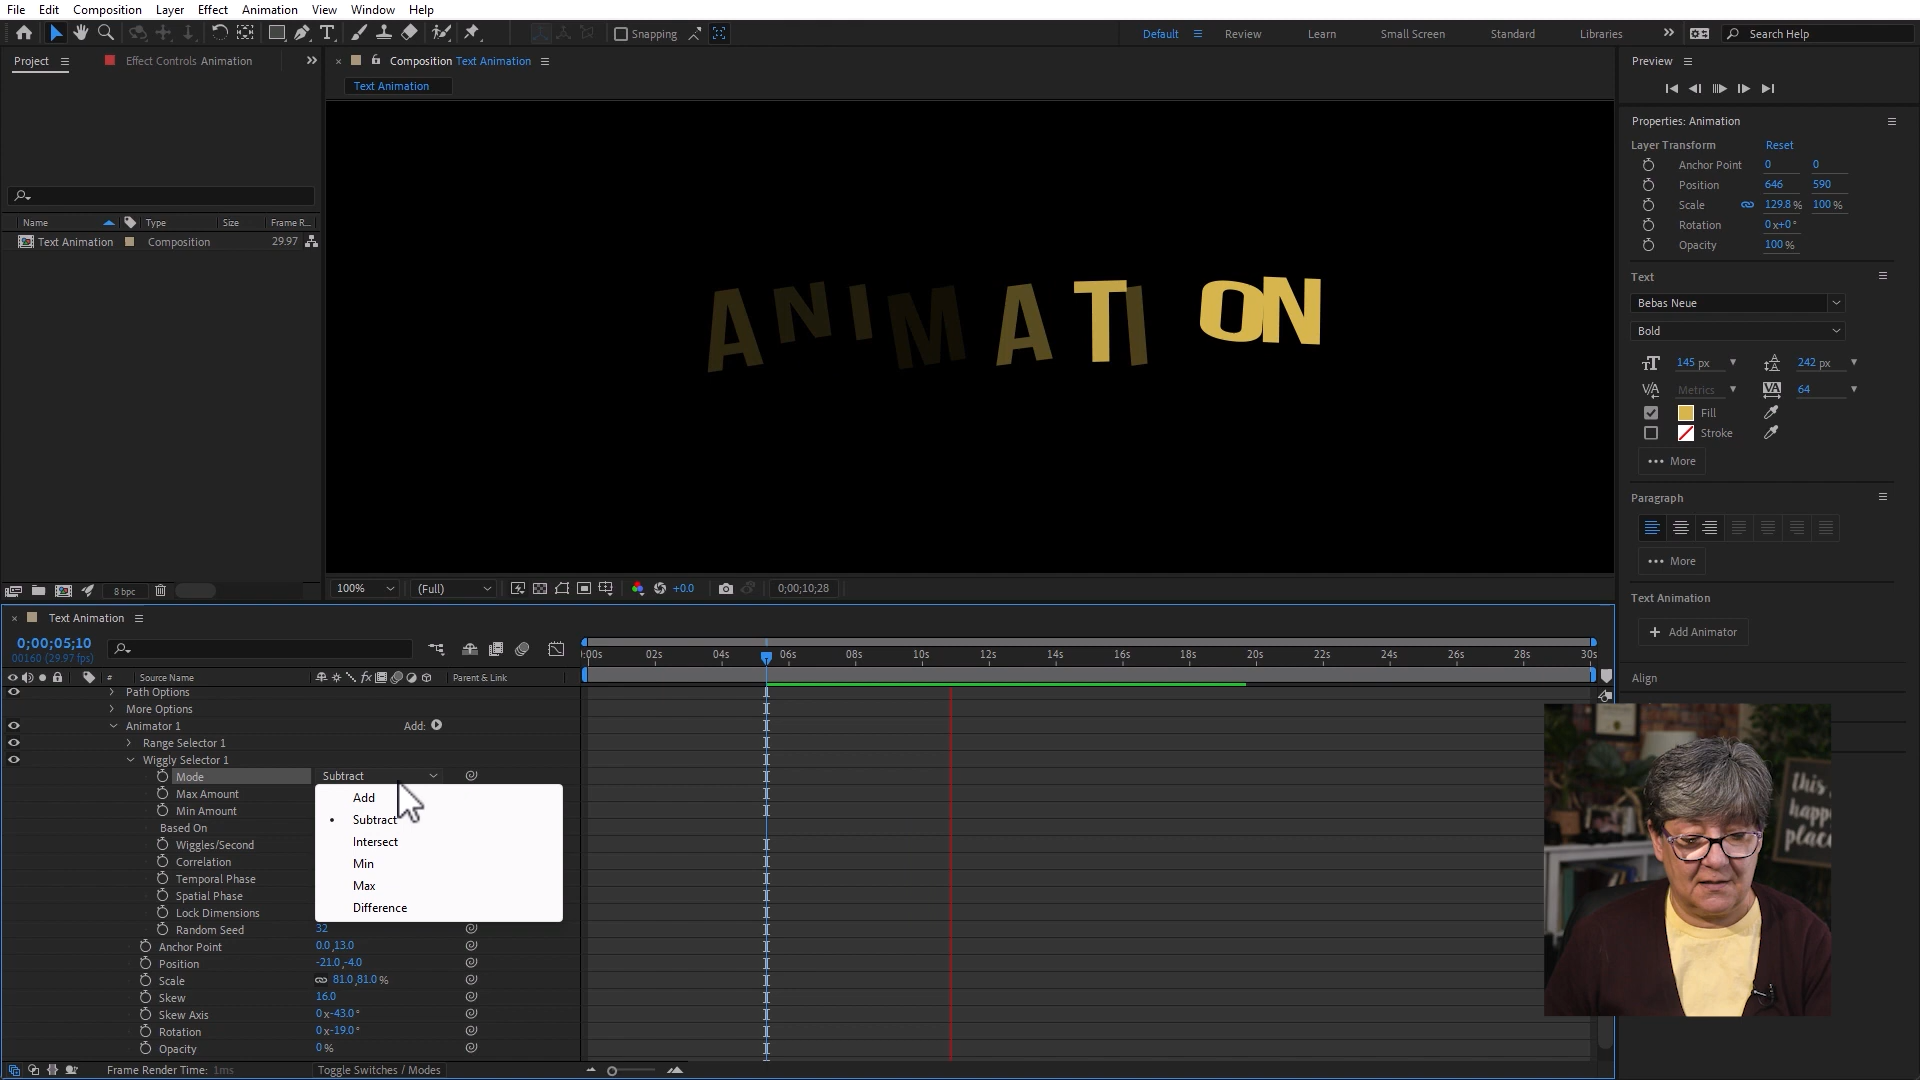 File Edit Composition Layer Effect Animation View Window Help
Snapping Default Review Learn Small Screen Standard Libraries Search Help
Project Effect Controls Animation
Composition Text Animation
Text Animation
Name Type Size Frame R...
Text Animation Composition 29.97
8 bpc
ANIMATION
100% (Full) +0.0 0;00;10;28
Preview
Properties: Animation
Layer Transform Reset
Anchor Point 0 0
Position 646 590
Scale 129.8 % 100 %
Rotation 0x+0°
Opacity 100 %
Text
Bebas Neue
Bold
145 px 242 px
Metrics 64
Fill
Stroke
More
Paragraph
More
Text Animation
Add Animator
Align
Text Animation
0;00;05;10
00160 (29.97 fps)
:00s 02s 04s 06s 08s 10s 12s 14s 16s 18s 20s 22s 24s 26s 28s 30s
# Source Name fx Parent & Link
Path Options
More Options
Animator 1 Add:
Range Selector 1
Wiggly Selector 1
Mode Subtract
Max Amount
Min Amount
Based On
Wiggles/Second
Correlation
Temporal Phase
Spatial Phase
Lock Dimensions
Random Seed 32
Add
Subtract
Intersect
Min
Max
Difference
Anchor Point 0.0,13.0
Position -21.0,-4.0
Scale 81.0,81.0 %
Skew 16.0
Skew Axis 0x-43.0°
Rotation 0x-19.0°
Opacity 0 %
Frame Render Time: 1ms Toggle Switches / Modes
this
happ
place